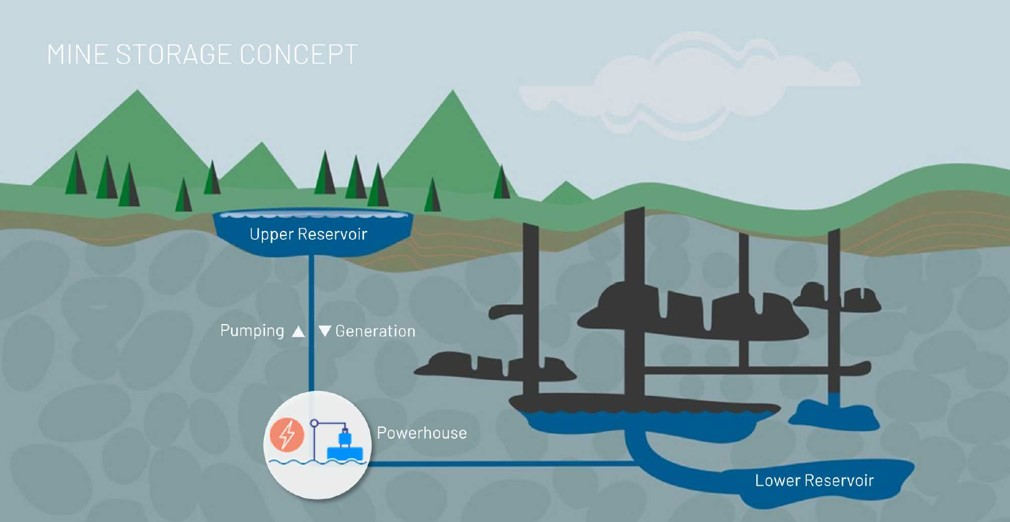 MINE STORAGE CONCEPT
Upper Reservoir
Pumping ▲ ▼ Generation
Powerhouse
Lower Reservoir